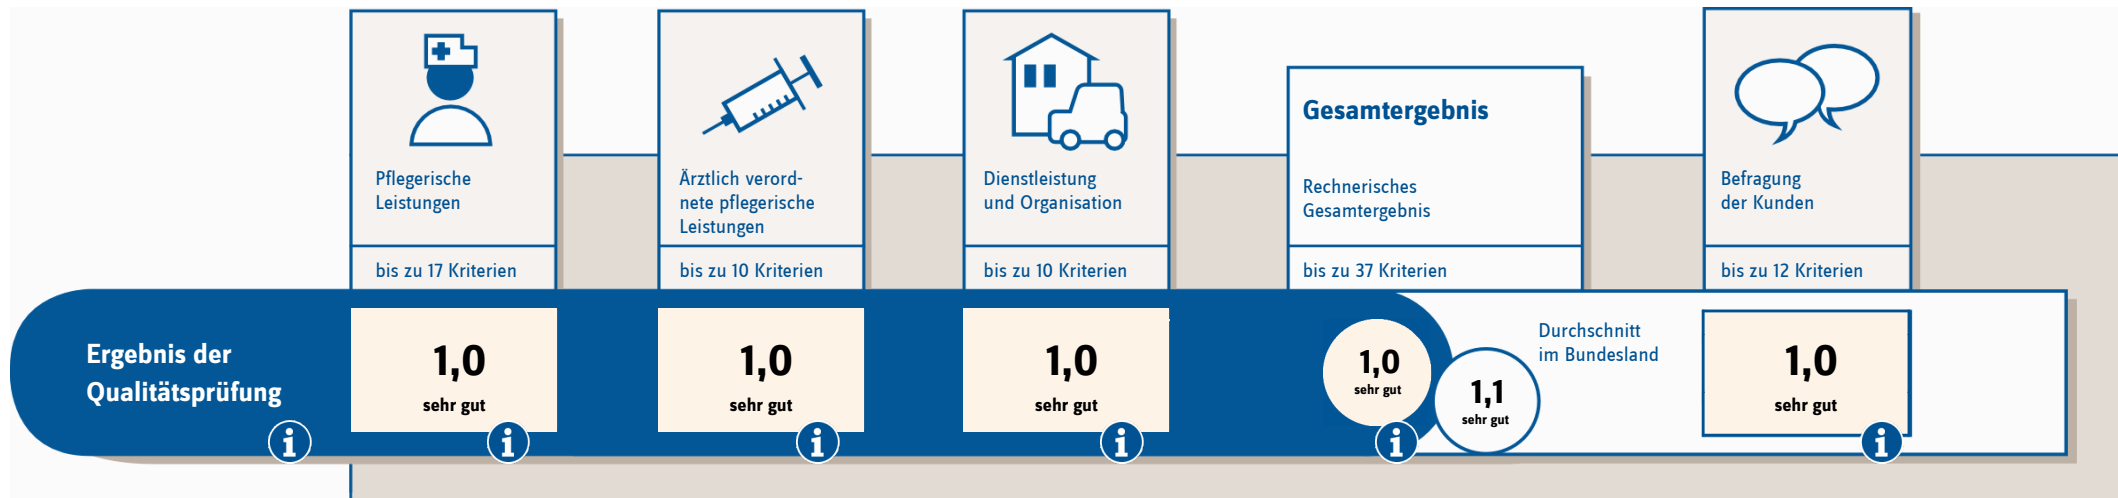 Pflegerische
Leistungen
bis zu 17 Kriterien
Ärztlich verord-
nete pflegerische
Leistungen
bis zu 10 Kriterien
Dienstleistung
und Organisation
bis zu 10 Kriterien
Gesamtergebnis
Rechnerisches
Gesamtergebnis
bis zu 37 Kriterien
Befragung
der Kunden
bis zu 12 Kriterien
Ergebnis der
Qualitätsprüfung
i
1,0
sehr gut
i
1,0
sehr gut
i
1,0
sehr gut
i
1,0
sehr gut
i
1,1
sehr gut
Durchschnitt
im Bundesland
1,0
sehr gut
i